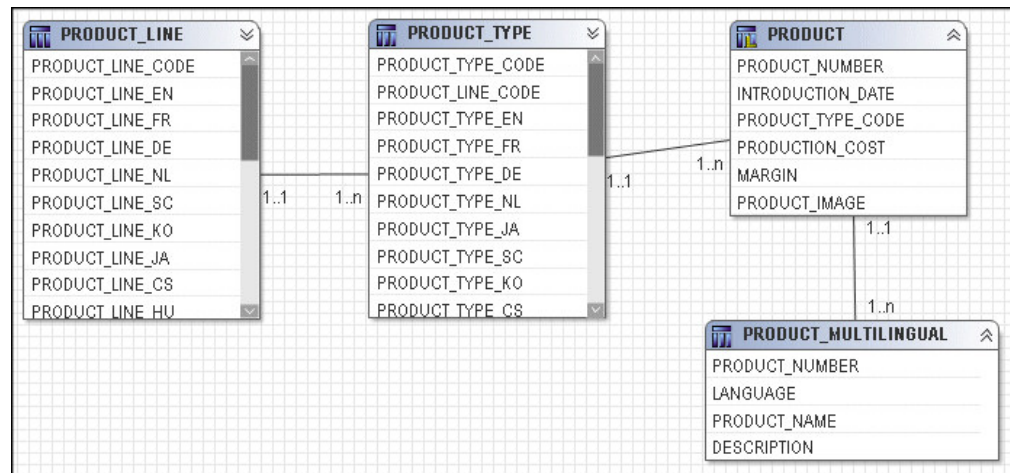 PRODUCT_LINE
PRODUCT_LINE_CODE
PRODUCT_LINE_EN
PRODUCT_LINE_FR
PRODUCT_LINE_DE
PRODUCT_LINE_NL
PRODUCT_LINE_SC
PRODUCT_LINE_KO
PRODUCT_LINE_JA
PRODUCT_LINE_CS
PRODUCT_LINE_HU
1..1
1..n
PRODUCT_TYPE
PRODUCT_TYPE_CODE
PRODUCT_LINE_CODE
PRODUCT_TYPE_EN
PRODUCT_TYPE_FR
PRODUCT_TYPE_DE
PRODUCT_TYPE_NL
PRODUCT_TYPE_JA
PRODUCT_TYPE_SC
PRODUCT_TYPE_KO
PRODUCT_TYPE_CS
1..1
1..n
PRODUCT
PRODUCT_NUMBER
INTRODUCTION_DATE
PRODUCT_TYPE_CODE
PRODUCTION_COST
MARGIN
PRODUCT_IMAGE
1..1
1..n
PRODUCT_MULTILINGUAL
PRODUCT_NUMBER
LANGUAGE
PRODUCT_NAME
DESCRIPTION